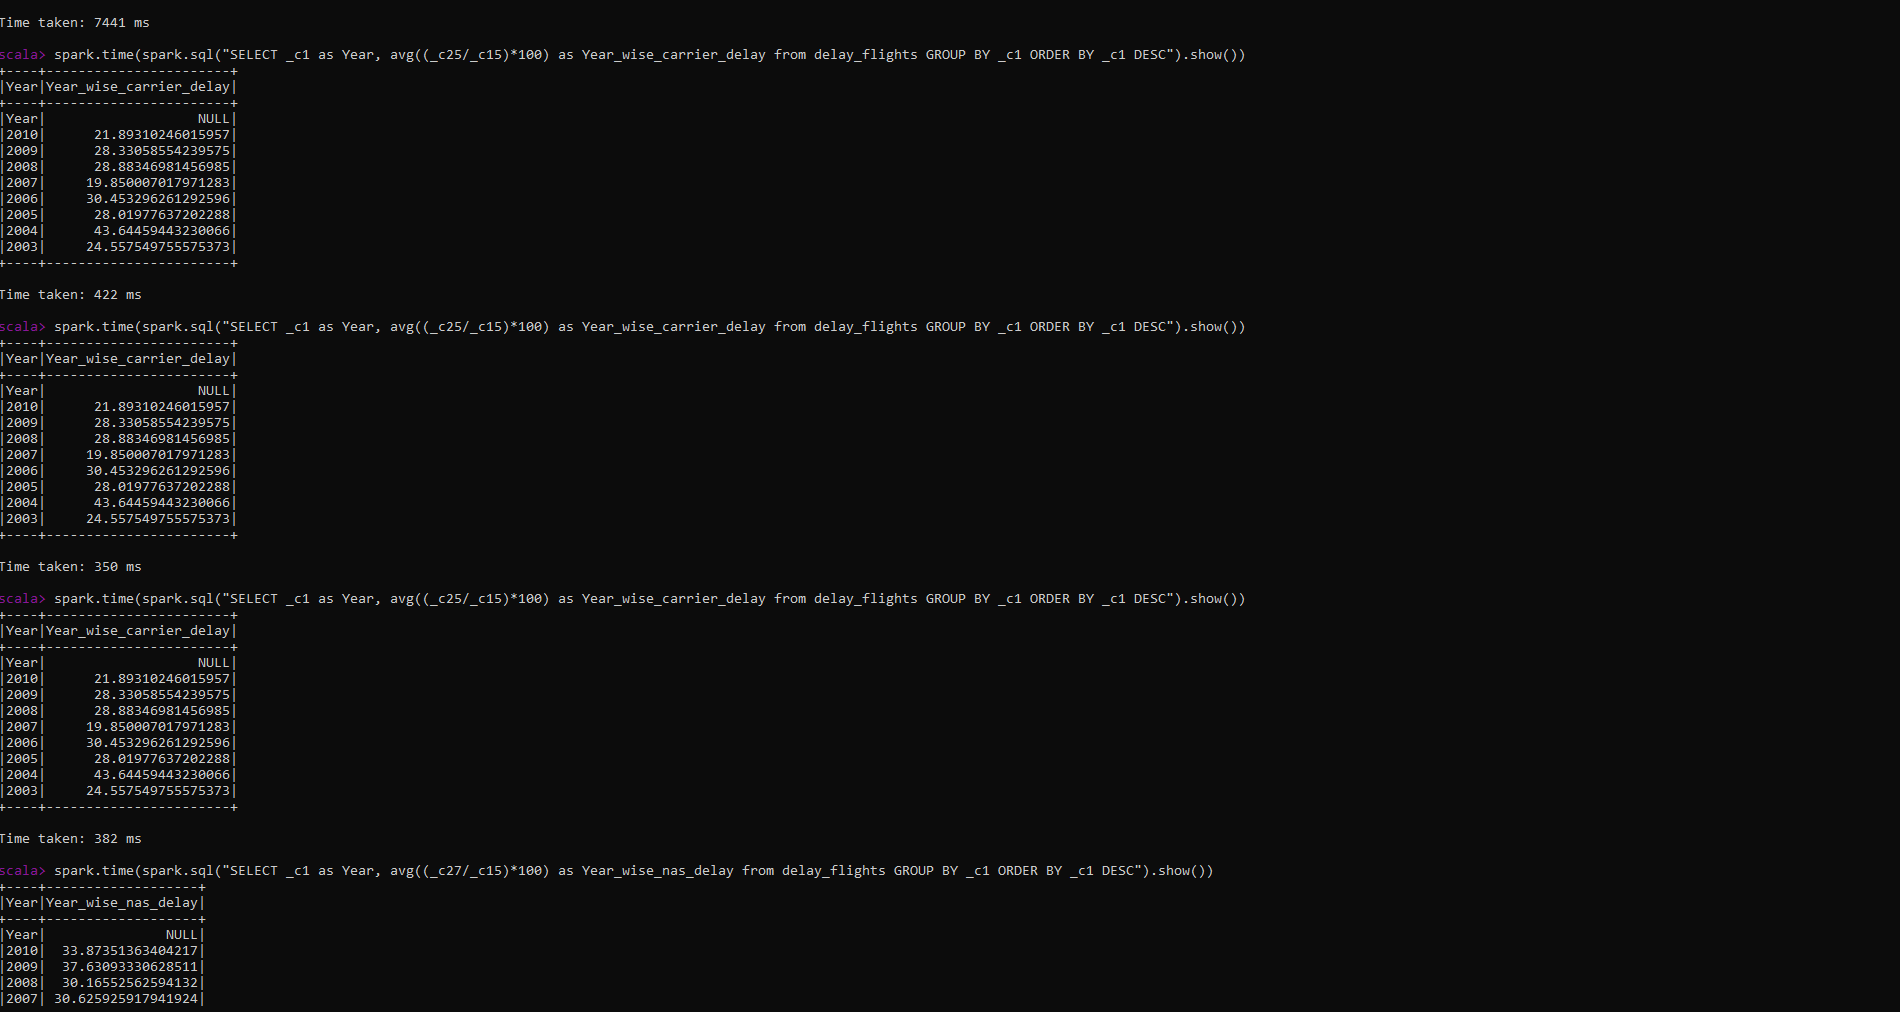 Time taken: 7441 ms
scala> spark.time(spark.sql("SELECT _c1 as Year, avg((_c25/_c15)*100) as Year_wise_carrier_delay from delay_flights GROUP BY _c1 ORDER BY _c1 DESC").show())
+----+-----------------------+
|Year|Year_wise_carrier_delay|
+----+-----------------------+
|Year|                   NULL|
|2010|      21.89310246015957|
|2009|      28.33058554239575|
|2008|      28.88346981456985|
|2007|     19.850007017971283|
|2006|     30.453296261292596|
|2005|      28.01977637202288|
|2004|      43.64459443230066|
|2003|     24.557549755575373|
+----+-----------------------+
Time taken: 422 ms
scala> spark.time(spark.sql("SELECT _c1 as Year, avg((_c25/_c15)*100) as Year_wise_carrier_delay from delay_flights GROUP BY _c1 ORDER BY _c1 DESC").show())
+----+-----------------------+
|Year|Year_wise_carrier_delay|
+----+-----------------------+
|Year|                   NULL|
|2010|      21.89310246015957|
|2009|      28.33058554239575|
|2008|      28.88346981456985|
|2007|     19.850007017971283|
|2006|     30.453296261292596|
|2005|      28.01977637202288|
|2004|      43.64459443230066|
|2003|     24.557549755575373|
+----+-----------------------+
Time taken: 350 ms
scala> spark.time(spark.sql("SELECT _c1 as Year, avg((_c25/_c15)*100) as Year_wise_carrier_delay from delay_flights GROUP BY _c1 ORDER BY _c1 DESC").show())
+----+-----------------------+
|Year|Year_wise_carrier_delay|
+----+-----------------------+
|Year|                   NULL|
|2010|      21.89310246015957|
|2009|      28.33058554239575|
|2008|      28.88346981456985|
|2007|     19.850007017971283|
|2006|     30.453296261292596|
|2005|      28.01977637202288|
|2004|      43.64459443230066|
|2003|     24.557549755575373|
+----+-----------------------+
Time taken: 382 ms
scala> spark.time(spark.sql("SELECT _c1 as Year, avg((_c27/_c15)*100) as Year_wise_nas_delay from delay_flights GROUP BY _c1 ORDER BY _c1 DESC").show())
+----+-------------------+
|Year|Year_wise_nas_delay|
+----+-------------------+
|Year|               NULL|
|2010|  33.87351363404217|
|2009|  37.63093330628511|
|2008|  30.16552562594132|
|2007| 30.625925917941924|